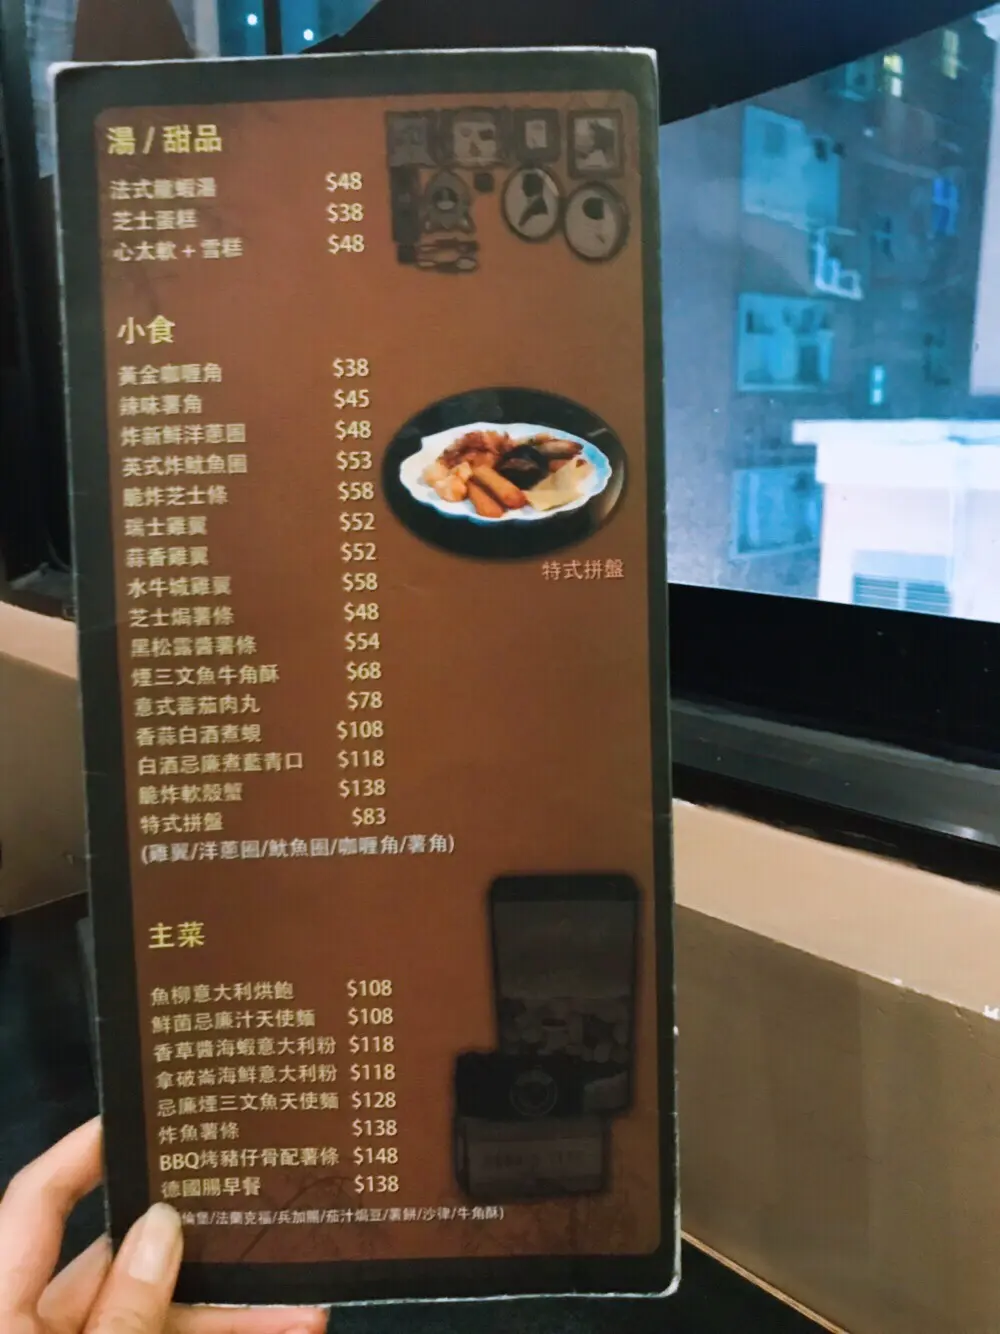 湯 / 甜品
法式龍蝦湯 $48
芝士蛋糕 $38
心太軟 + 雪糕 $48
小食
黃金咖喱角 $38
辣味薯角 $45
炸新鮮洋蔥圈 $48
英式炸魷魚圈 $53
脆炸芝士條 $58
瑞士雞翼 $52
蒜香雞翼 $52
水牛城雞翼 $58
芝士焗薯條 $48
黑松露醬薯條 $54
煙三文魚牛角酥 $68
意式蕃茄肉丸 $78
香蒜白酒煮蜆 $108
白酒忌廉煮藍青口 $118
脆炸軟殼蟹 $138
特式拼盤 $83
(雞翼/洋蔥圈/魷魚圈/咖喱角/薯角)
特式拼盤
主菜
魚柳意大利烘飽 $108
鮮菌忌廉汁天使麵 $108
香草醬海蝦意大利粉 $118
拿破崙海鮮意大利粉 $118
忌廉煙三文魚天使麵 $128
炸魚薯條 $138
BBQ烤豬仔骨配薯條 $148
德國腸早餐 $138
倫堡/法蘭克福/兵加腸/茄汁焗豆/薯餅/沙律/牛角酥)